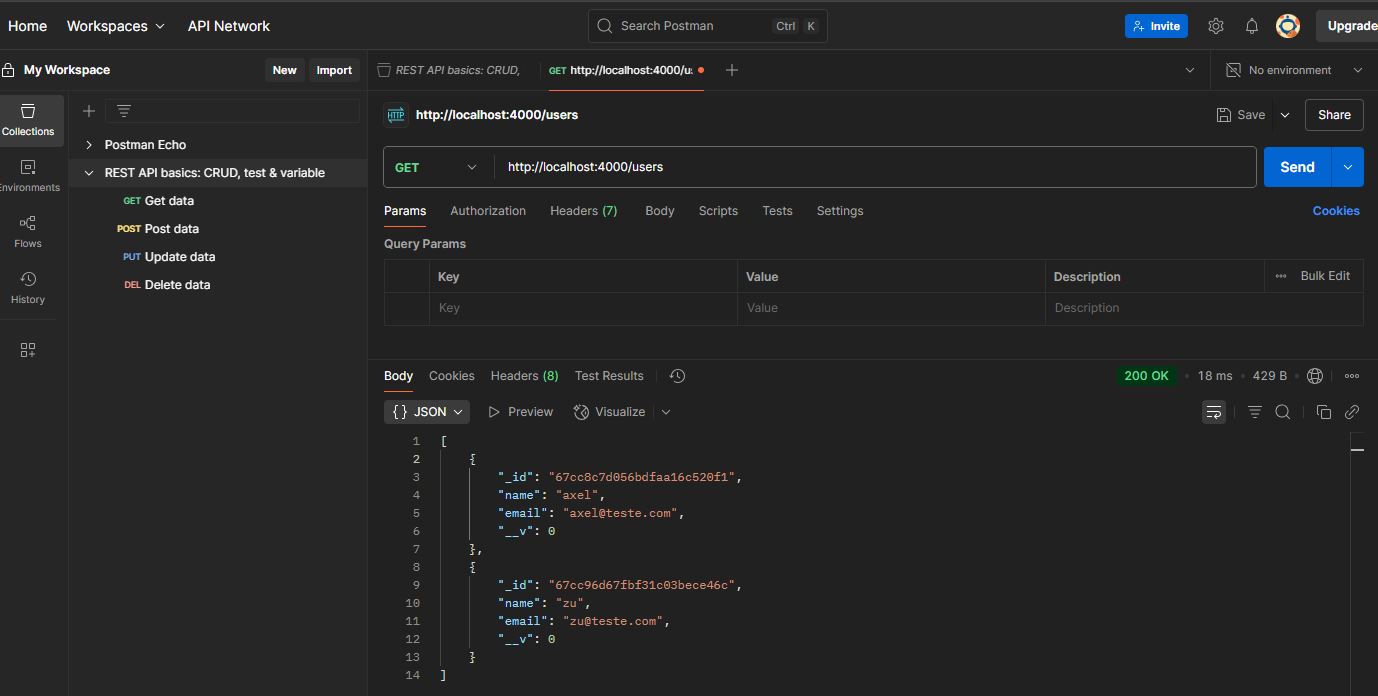 Home Workspaces API Network Search Postman Ctrl K Invite Upgrade
My Workspace New Import REST API basics: CRUD, GET http://localhost:4000/u: No environment
Collections
Environments
Flows
History
Postman Echo
REST API basics: CRUD, test & variable
GET Get data
POST Post data
PUT Update data
DEL Delete data
HTTP http://localhost:4000/users Save Share
GET http://localhost:4000/users Send
Params Authorization Headers (7) Body Scripts Tests Settings Cookies
Query Params
Key Value Description Bulk Edit
Key Value Description
Body Cookies Headers (8) Test Results 200 OK • 18 ms • 429 B •
{} JSON Preview Visualize
1 [
2 {
3 "_id": "67cc8c7d056bdfaa16c520f1",
4 "name": "axel",
5 "email": "axel@teste.com",
6 "__v": 0
7 },
8 {
9 "_id": "67cc96d67fbf31c03bece46c",
10 "name": "zu",
11 "email": "zu@teste.com",
12 "__v": 0
13 }
14 ]